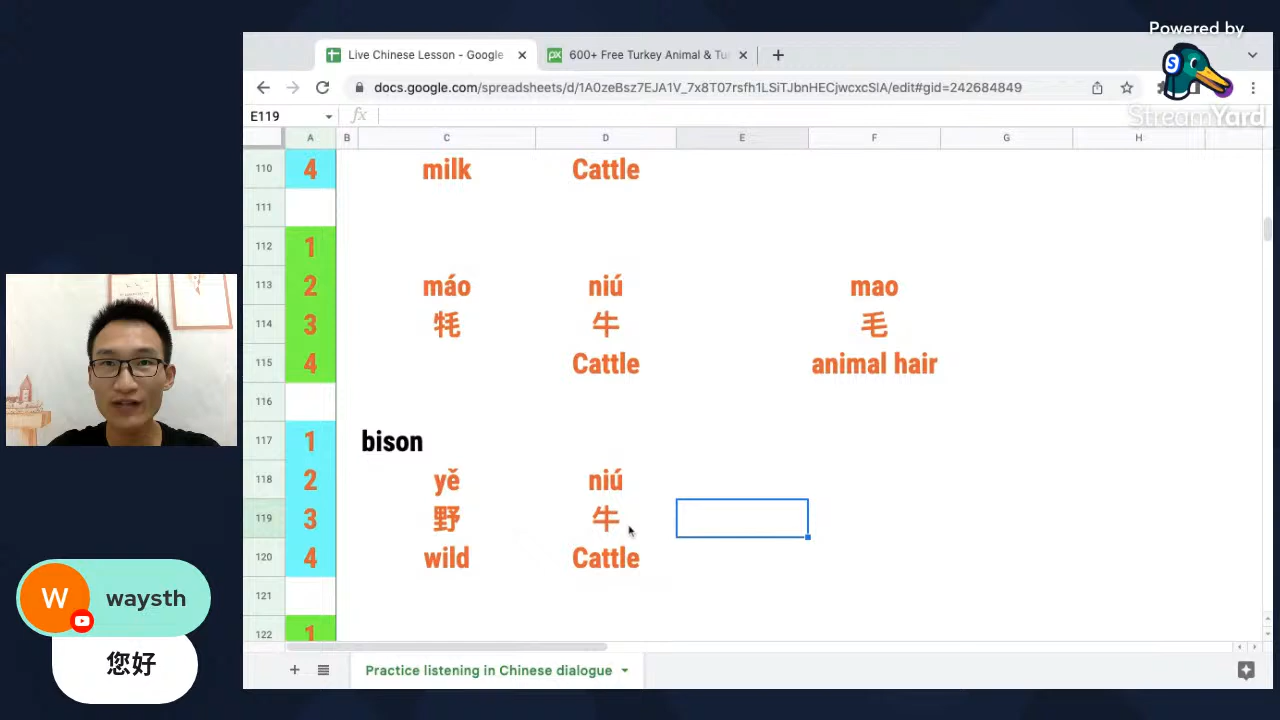 Powered by
StreamYard
Live Chinese Lesson - Google
600+ Free Turkey Animal & Tu
docs.google.com/spreadsheets/d/1A0zeBsz7EJA1V_7x8T07rsfh1LSiTJbnHECjwcxcSlA/edit#gid=242684849
E119 fx
A B C D E F G H
110 4 milk Cattle
111
112 1
113 2 máo niú mao
114 3 牦 牛 毛
115 4 Cattle animal hair
116
117 1 bison
118 2 yě niú
119 3 野 牛
120 4 wild Cattle
121
122 1
Practice listening in Chinese dialogue
W waysth
您好